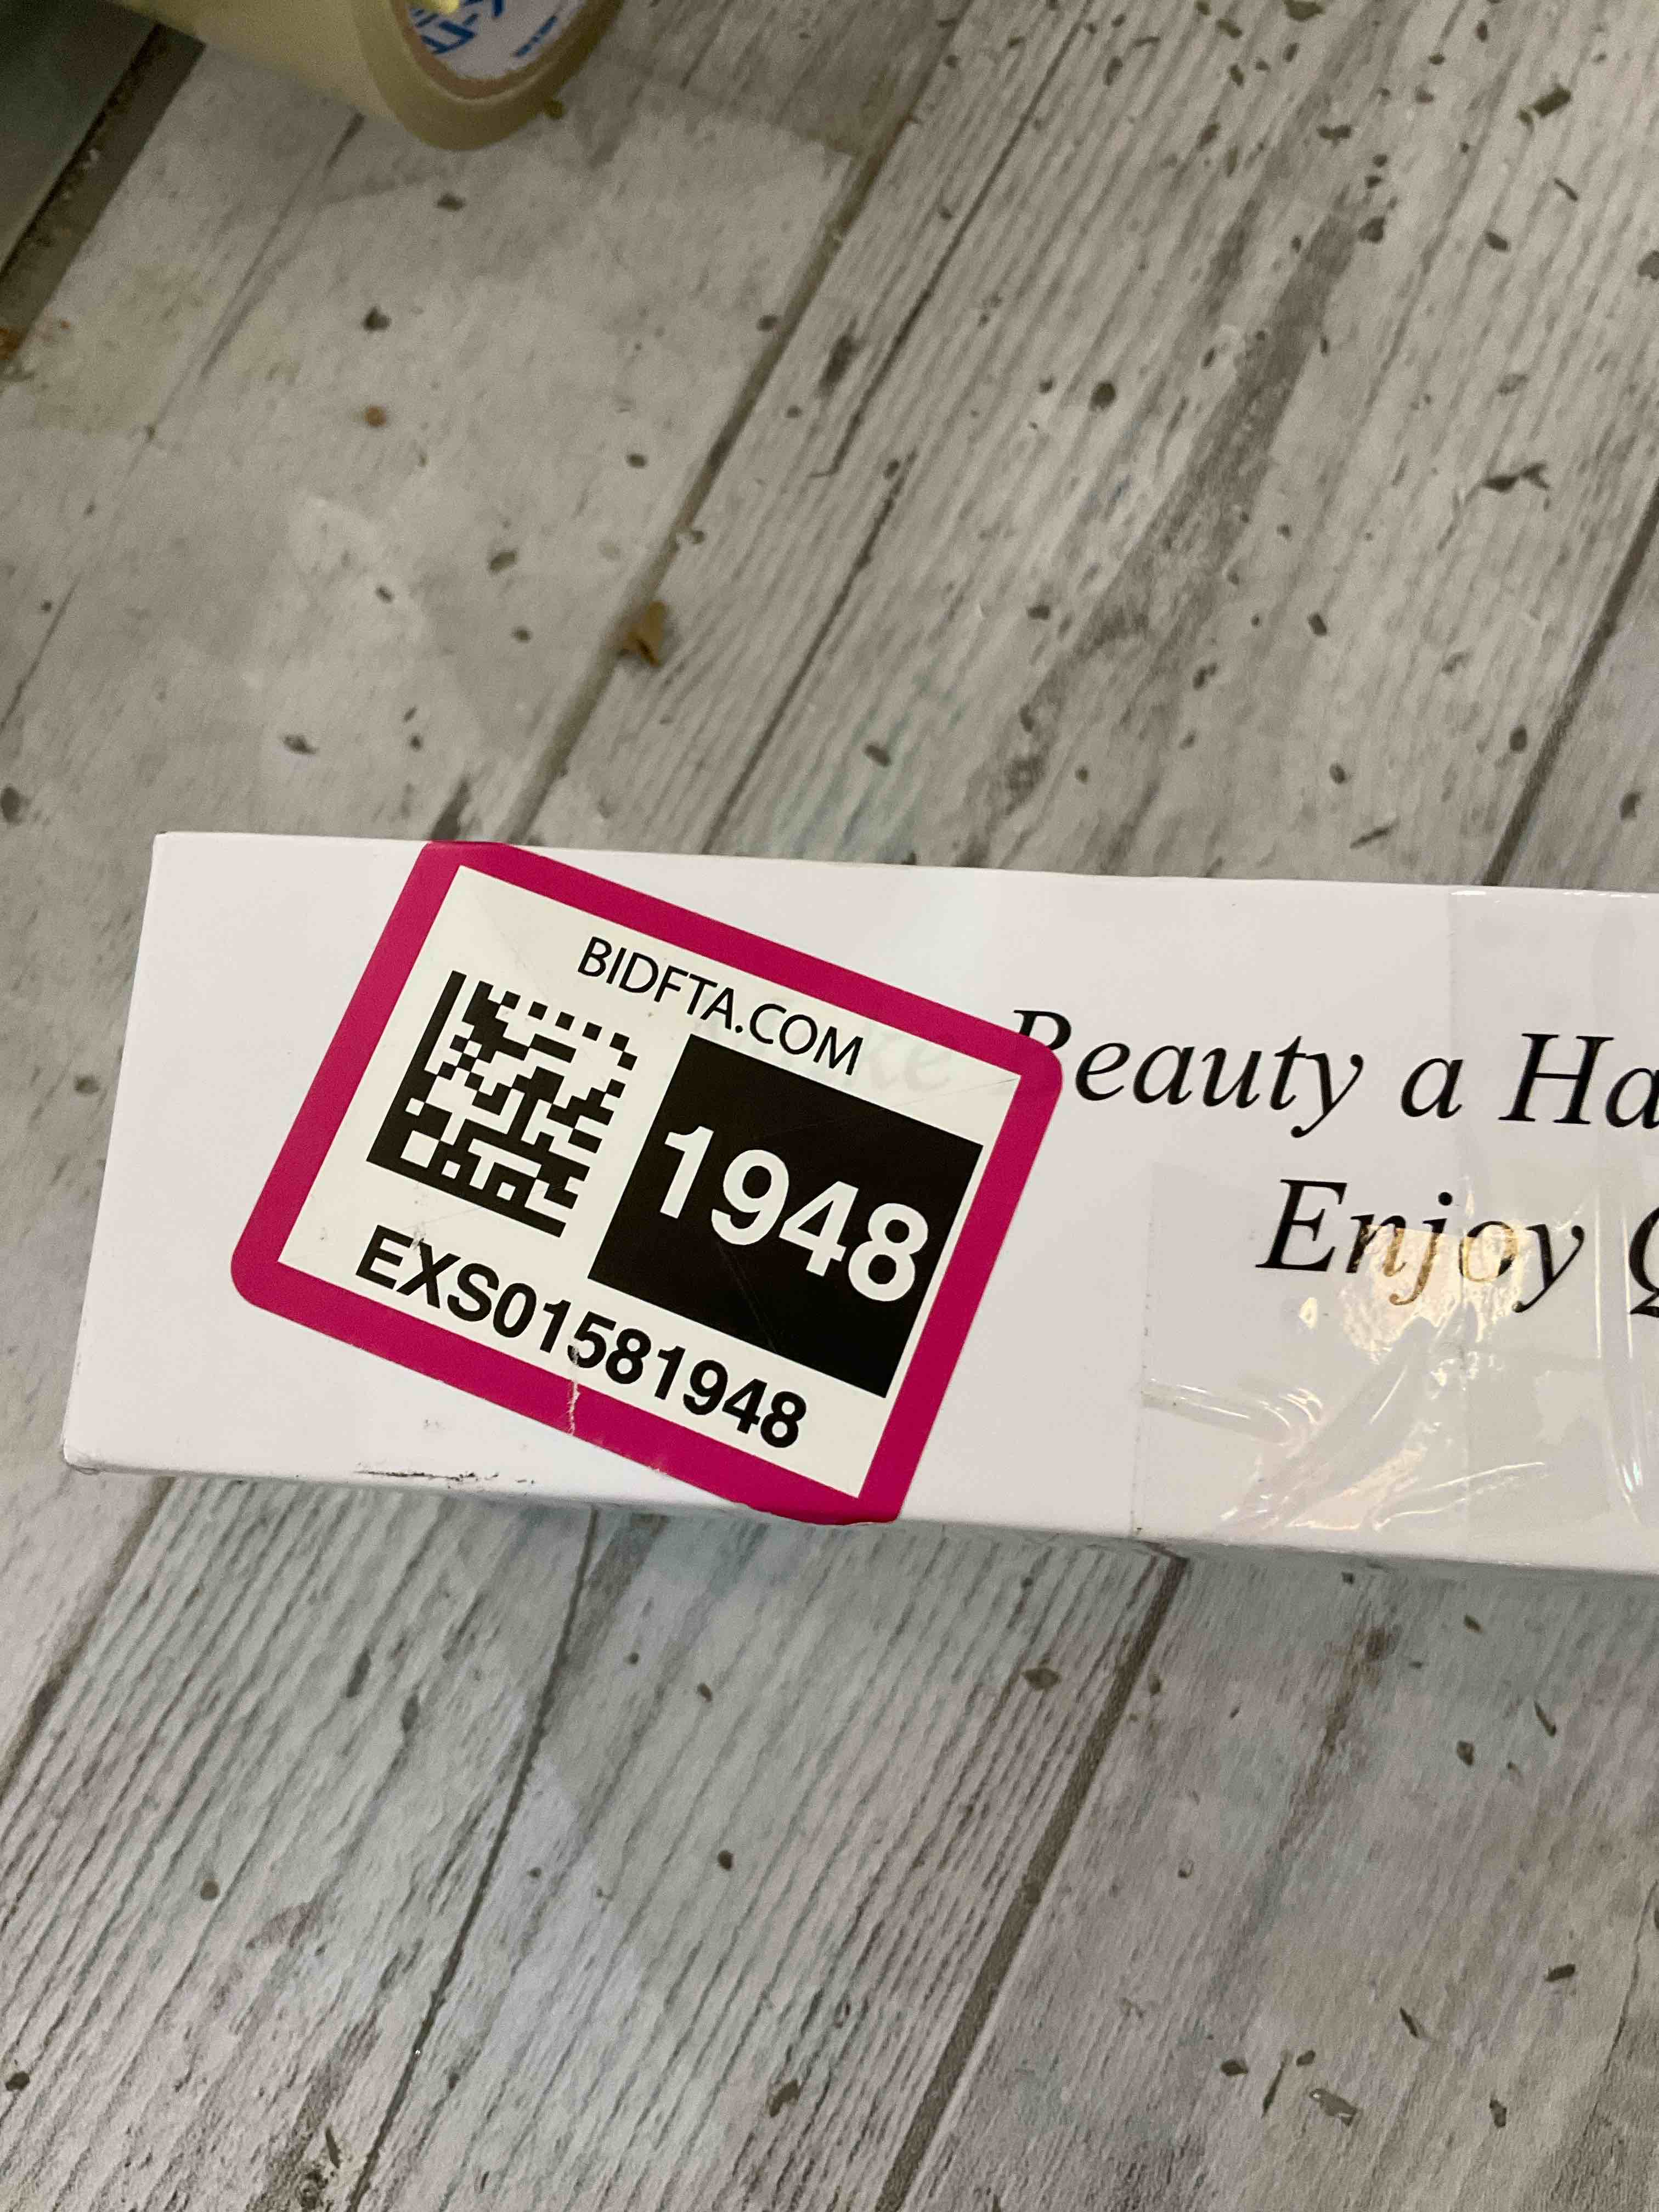 BIDFTA.COM
1948
EXS01581948
Beauty a Ha
Enjoy